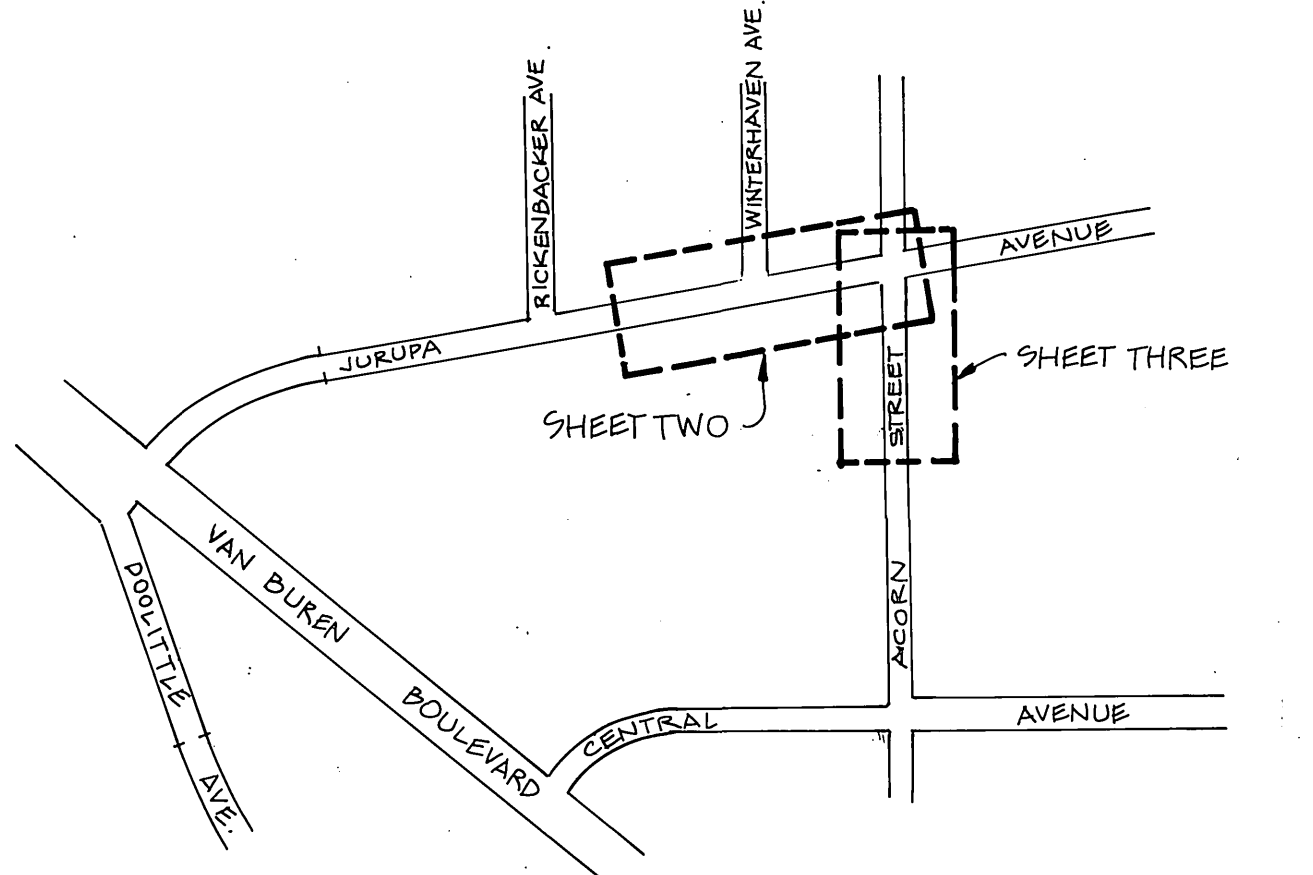 RICKENBACKER AVE.
WINTERHAVEN AVE.
AVENUE
JURUPA
STREET
SHEET THREE
SHEET TWO
VAN BUREN
DOOLITTLE
ACORN
BOULEVARD
CENTRAL
AVENUE
AVE.